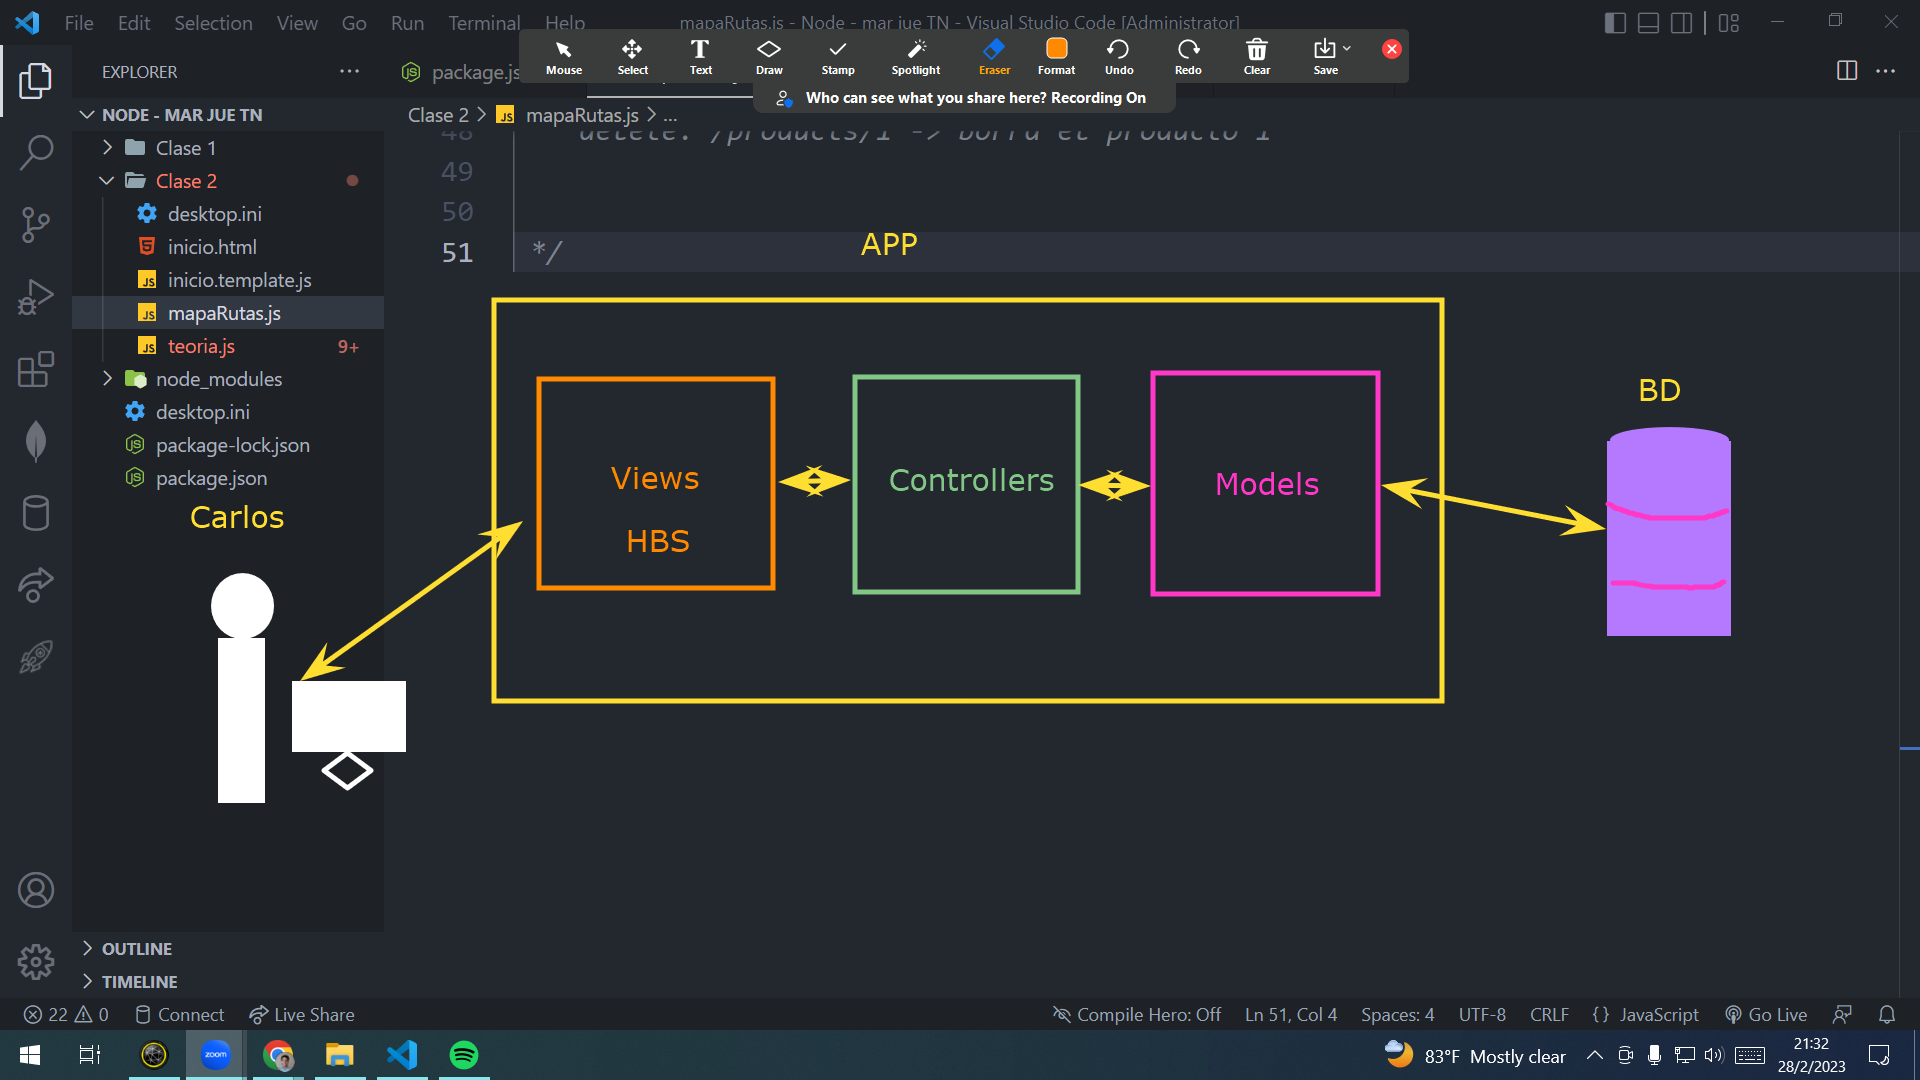 File Edit Selection View Go Run Terminal Help
mapaRutas.js - Node - mar jue TN - Visual Studio Code [Administrator]
Mouse Select Text Draw Stamp Spotlight Eraser Format Undo Redo Clear Save
Who can see what you share here? Recording On
EXPLORER
package.js
NODE - MAR JUE TN
Clase 2 > JS mapaRutas.js > ...
Clase 1
Clase 2
desktop.ini
inicio.html
inicio.template.js
mapaRutas.js
teoria.js 9+
node_modules
desktop.ini
package-lock.json
package.json
48 delete: /products/1 -> borra el producto 1
49
50
51 */
APP
Views
HBS
Controllers
Models
BD
Carlos
OUTLINE
TIMELINE
22 0 Connect Live Share
Compile Hero: Off Ln 51, Col 4 Spaces: 4 UTF-8 CRLF {} JavaScript Go Live
zoom
83°F Mostly clear
21:32
28/2/2023